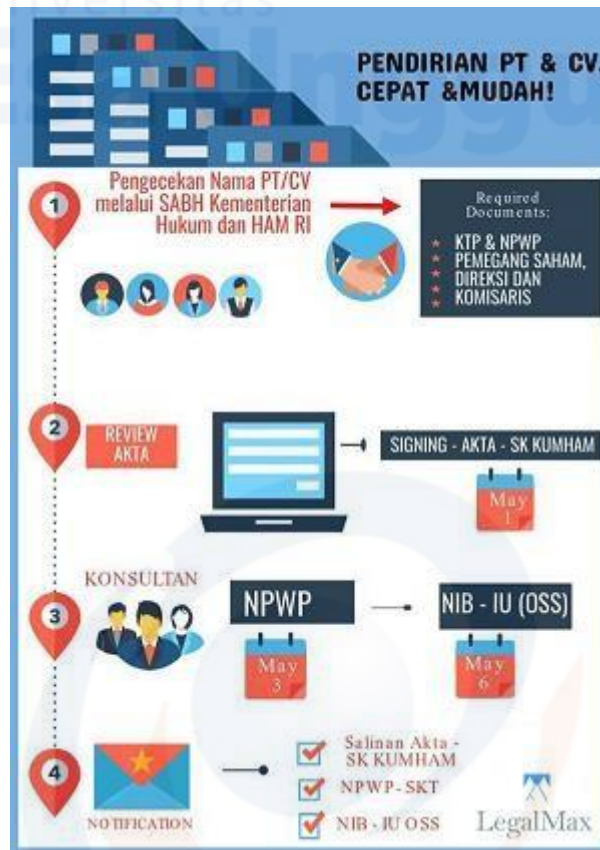 Universitas
Esa Unggul
PENDIRIAN PT & CV.
CEPAT &MUDAH!
1
Pengecekan Nama PT/CV
melalui SABH Kementerian
Hukum dan HAM RI
Required
Documents:
KTP & NPWP
PEMEGANG SAHAM,
DIREKSI DAN
KOMISARIS
2
REVIEW
AKTA
SIGNING - AKTA - SK KUMHAM
May
1
KONSULTAN
3
NPWP
NIB - IU (OSS)
May
3
May
6
4
NOTIFICATION
Salinan Akta -
SK KUMHAM
NPWP - SKT
NIB - IU OSS
LegalMax